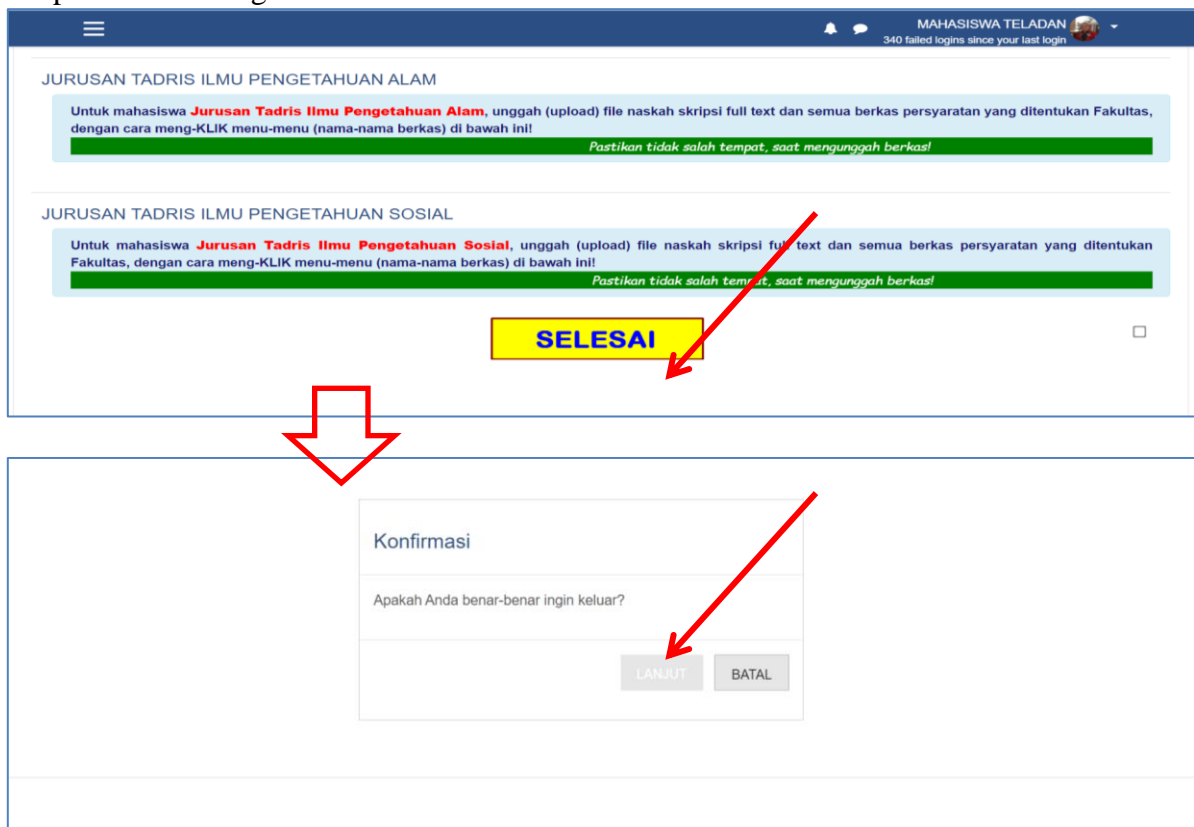 MAHASISWA TELADAN
340 failed logins since your last login
JURUSAN TADRIS ILMU PENGETAHUAN ALAM
Untuk mahasiswa Jurusan Tadris Ilmu Pengetahuan Alam, unggah (upload) file naskah skripsi full text dan semua berkas persyaratan yang ditentukan Fakultas,
dengan cara meng-KLIK menu-menu (nama-nama berkas) di bawah ini!
Pastikan tidak salah tempat, saat mengunggah berkas!
JURUSAN TADRIS ILMU PENGETAHUAN SOSIAL
Untuk mahasiswa Jurusan Tadris Ilmu Pengetahuan Sosial, unggah (upload) file naskah skripsi full text dan semua berkas persyaratan yang ditentukan
Fakultas, dengan cara meng-KLIK menu-menu (nama-nama berkas) di bawah ini!
Pastikan tidak salah tempat, saat mengunggah berkas!
SELESAI
Konfirmasi
Apakah Anda benar-benar ingin keluar?
LANJUT BATAL